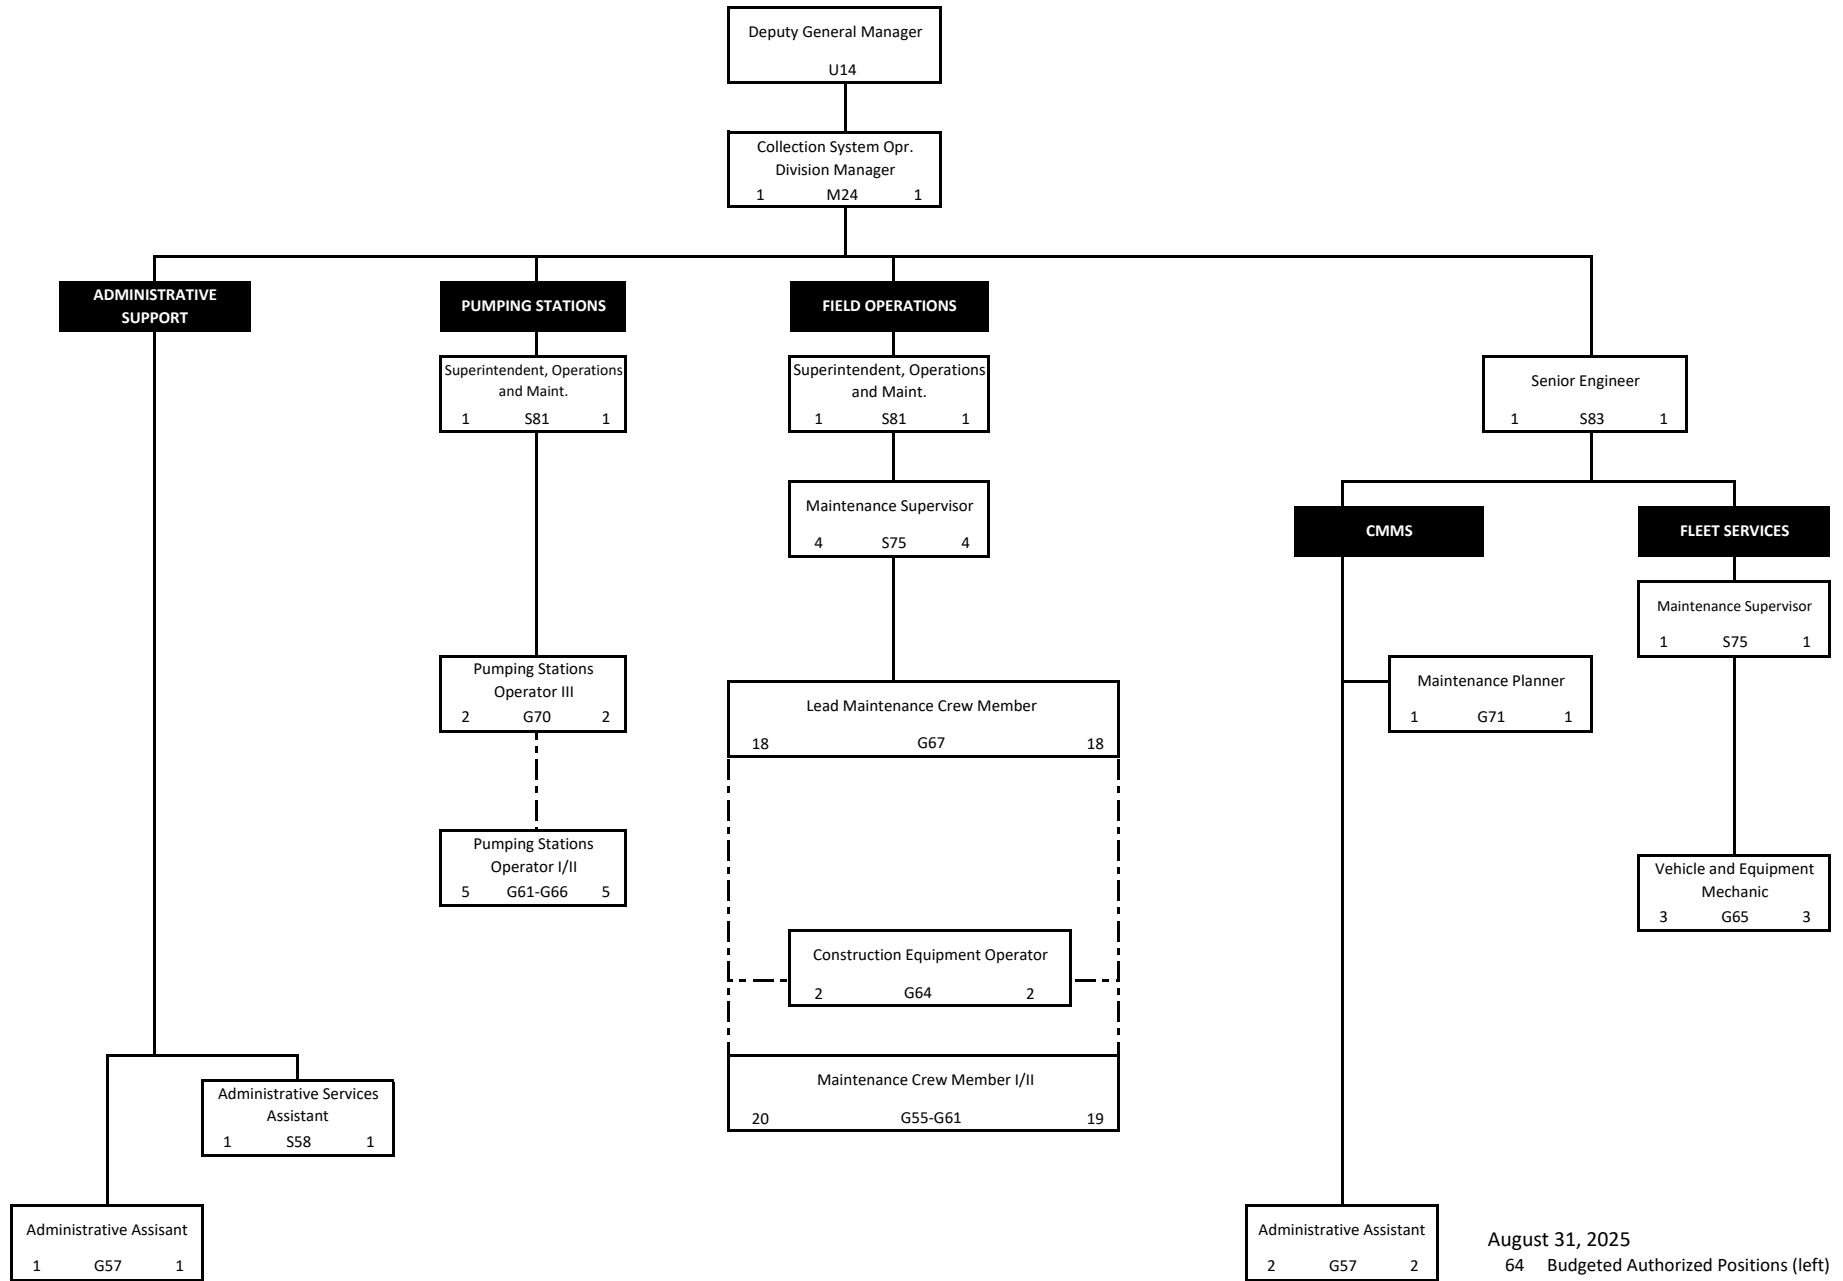 Deputy General Manager
U14
Collection System Opr.
Division Manager
1 M24 1
ADMINISTRATIVE
SUPPORT
PUMPING STATIONS
FIELD OPERATIONS
Superintendent, Operations
and Maint.
1 S81 1
Superintendent, Operations
and Maint.
1 S81 1
Senior Engineer
1 S83 1
Maintenance Supervisor
4 S75 4
CMMS
FLEET SERVICES
Maintenance Supervisor
1 S75 1
Pumping Stations
Operator III
2 G70 2
Lead Maintenance Crew Member
18 G67 18
Maintenance Planner
1 G71 1
Pumping Stations
Operator I/II
5 G61-G66 5
Vehicle and Equipment
Mechanic
3 G65 3
Construction Equipment Operator
2 G64 2
Maintenance Crew Member I/II
20 G55-G61 19
Administrative Services
Assistant
1 S58 1
Administrative Assisant
1 G57 1
Administrative Assistant
2 G57 2
August 31, 2025
64 Budgeted Authorized Positions (left)